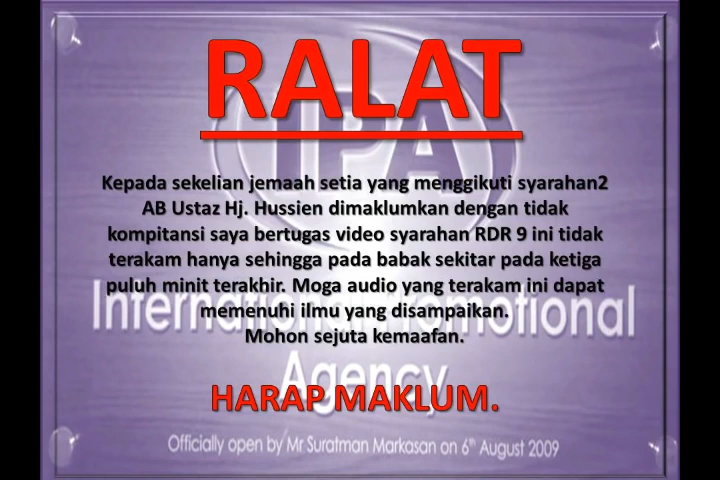 RALAT
IPA
Kepada sekelian jemaah setia yang menggikuti syarahan2
AB Ustaz Hj. Hussien dimaklumkan dengan tidak
kompitansi saya bertugas video syarahan RDR 9 ini tidak
terakam hanya sehingga pada babak sekitar pada ketiga
puluh minit terakhir. Moga audio yang terakam ini dapat
memenuhi ilmu yang disampaikan.
Mohon sejuta kemaafan.
International Promotional
Agency
HARAP MAKLUM.
Officially open by Mr Suratman Markasan on 6th August 2009